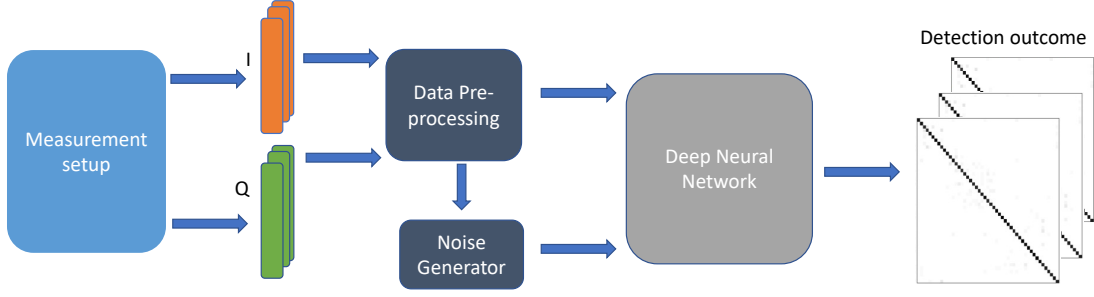 Measurement
setup
I
Q
Data Pre-
processing
Noise
Generator
Deep Neural
Network
Detection outcome